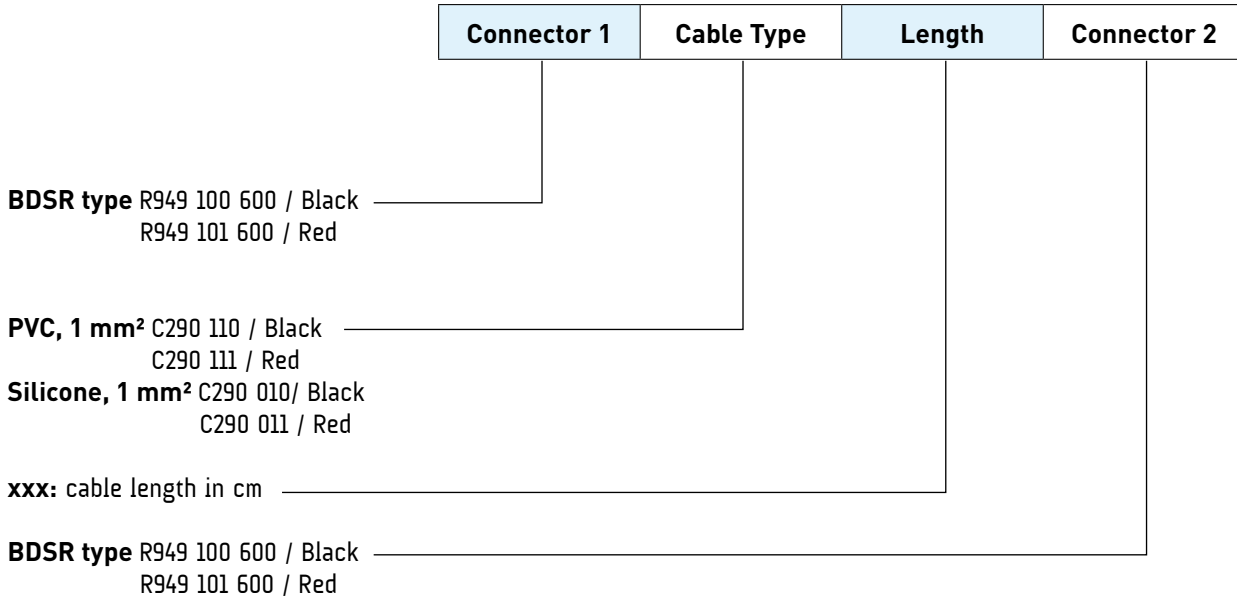 Connector 1 Cable Type Length Connector 2
BDSR type R949 100 600 / Black
R949 101 600 / Red
PVC, 1 mm² C290 110 / Black
C290 111 / Red
Silicone, 1 mm² C290 010/ Black
C290 011 / Red
xxx: cable length in cm
BDSR type R949 100 600 / Black
R949 101 600 / Red